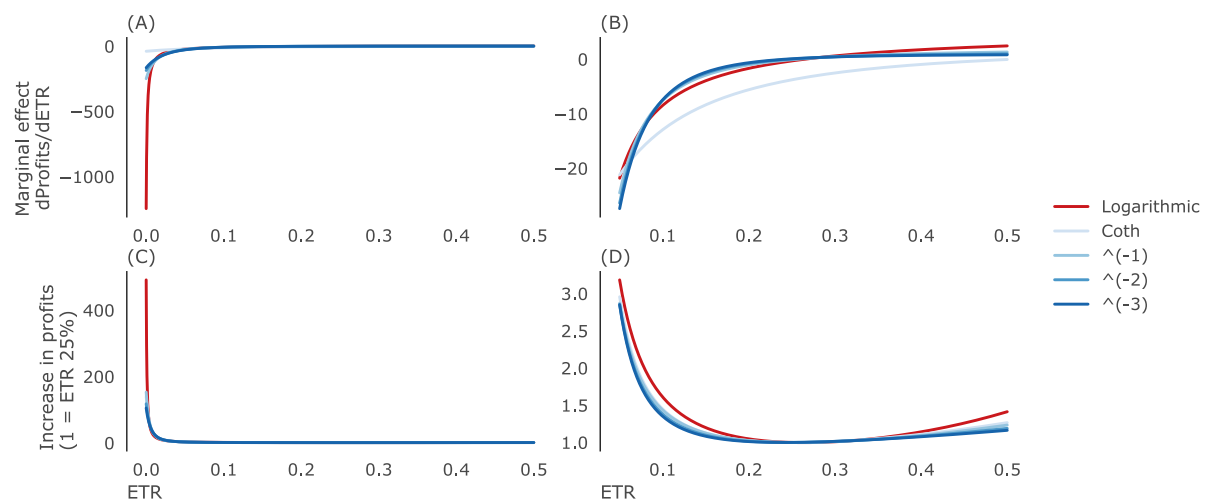 (A)
Marginal effect
dProfits/dETR
0
−500
−1000
0.0 0.1 0.2 0.3 0.4 0.5
(B)
0
−10
−20
0.1 0.2 0.3 0.4 0.5
(C)
Increase in profits
(1 = ETR 25%)
400
200
0
0.0 0.1 0.2 0.3 0.4 0.5
ETR
(D)
3.0
2.5
2.0
1.5
1.0
0.1 0.2 0.3 0.4 0.5
ETR
Logarithmic
Coth
^(-1)
^(-2)
^(-3)